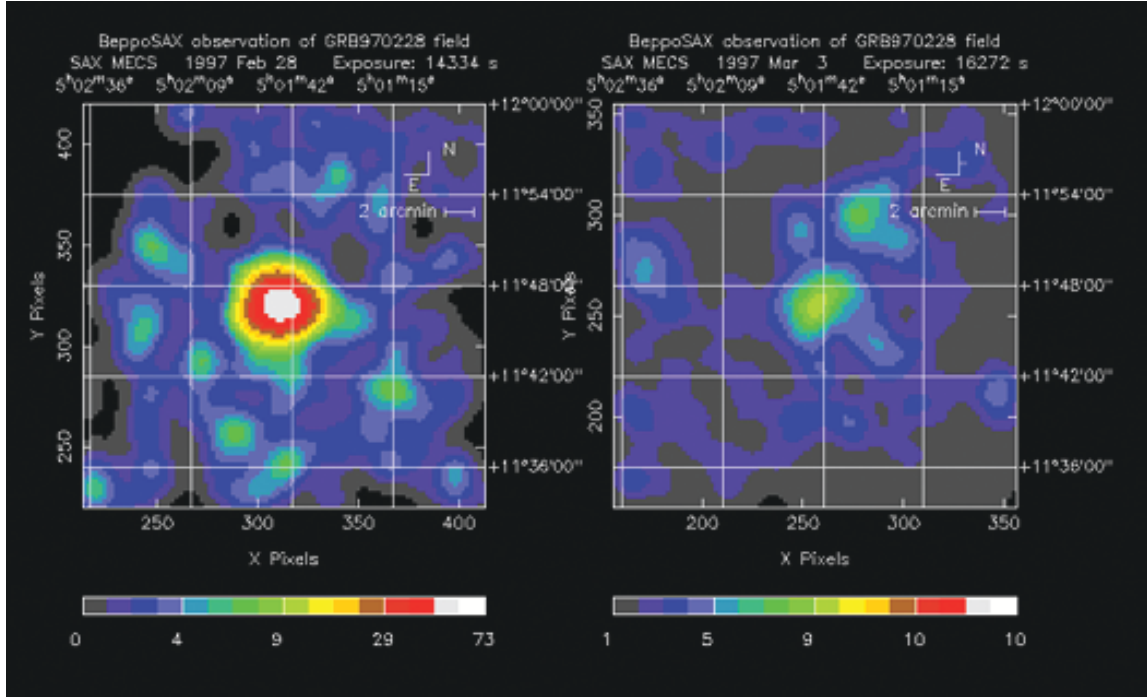 BeppoSAX observation of GRB970228 field
SAX MECS 1997 Feb 28 Exposure: 14334 s
5ʰ02ᵐ36ˢ 5ʰ02ᵐ09ˢ 5ʰ01ᵐ42ˢ 5ʰ01ᵐ15ˢ
+12°00'00"
400
N
E
+11°54'00"
2 arcmin
350
+11°48'00"
Y Pixels
300
+11°42'00"
250
+11°36'00"
250 300 350 400
X Pixels
0 4 9 29 73
BeppoSAX observation of GRB970228 field
SAX MECS 1997 Mar 3 Exposure: 16272 s
5ʰ02ᵐ36ˢ 5ʰ02ᵐ09ˢ 5ʰ01ᵐ42ˢ 5ʰ01ᵐ15ˢ
350
+12°00'00"
N
E
+11°54'00"
2 arcmin
300
+11°48'00"
Y Pixels
250
+11°42'00"
200
+11°36'00"
200 250 300 350
X Pixels
1 5 9 10 10